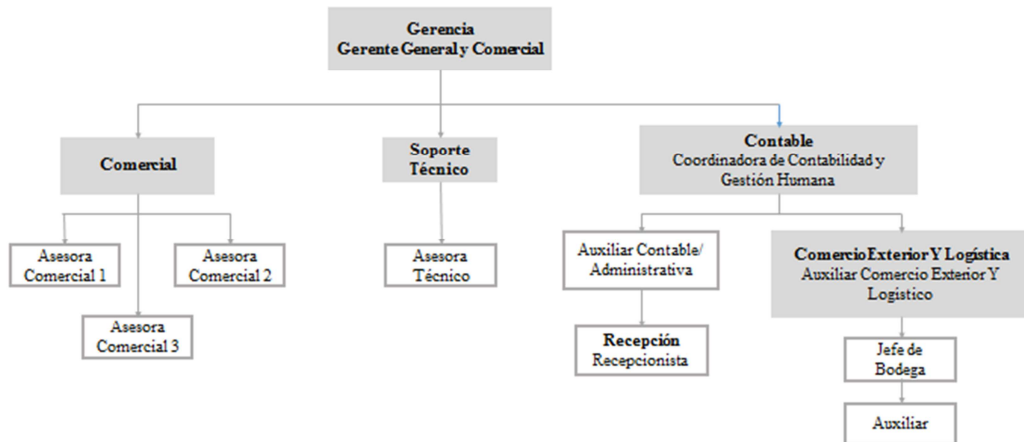 Gerencia
Gerente General y Comercial
Comercial
Soporte
Técnico
Contable
Coordinadora de Contabilidad y
Gestión Humana
Asesora
Comercial 1
Asesora
Comercial 2
Asesora
Comercial 3
Asesora
Técnico
Auxiliar Contable/
Administrativa
Recepción
Recepcionista
Comercio Exterior Y Logística
Auxiliar Comercio Exterior Y
Logistico
Jefe de
Bodega
Auxiliar